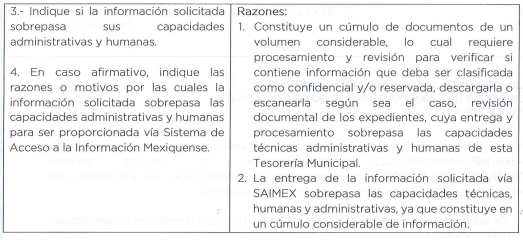 3.- Indique si la información solicitada
sobrepasa sus capacidades
administrativas y humanas.
4. En caso afirmativo, indique las
razones o motivos por las cuales la
información solicitada sobrepasa las
capacidades administrativas y humanas
para ser proporcionada vía Sistema de
Acceso a la Información Mexiquense.
Razones:
1. Constituye un cúmulo de documentos de un
volumen considerable, lo cual requiere
procesamiento y revisión para verificar si
contiene información que deba ser clasificada
como confidencial y/o reservada, descargarla o
escanearla según sea el caso, revisión
documental de los expedientes, cuya entrega y
procesamiento sobrepasa las capacidades
técnicas administrativas y humanas de esta
Tesorería Municipal.
2. La entrega de la información solicitada vía
SAIMEX sobrepasa las capacidades técnicas,
humanas y administrativas, ya que constituye en
un cúmulo considerable de información.